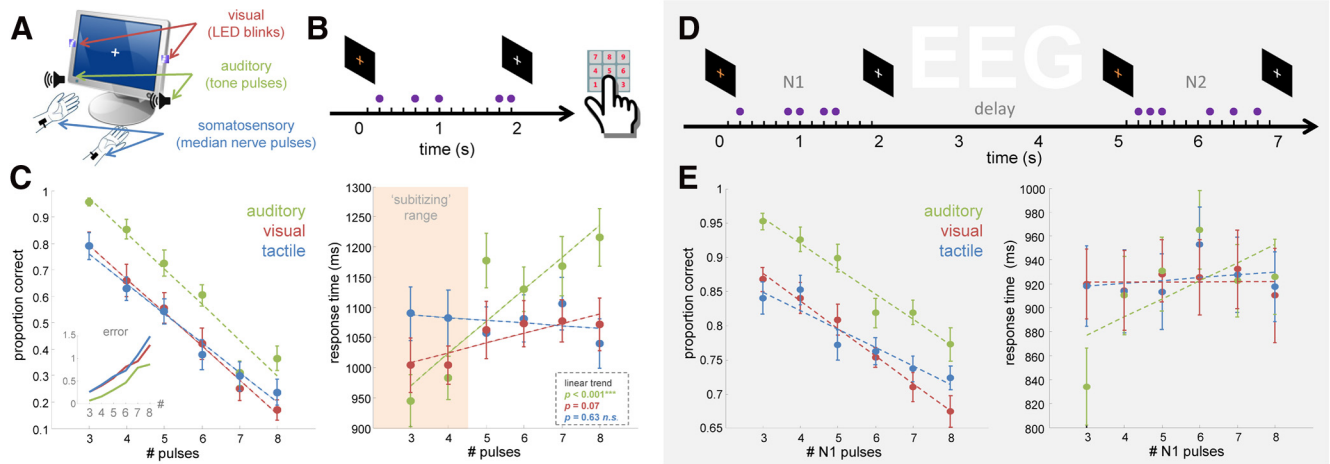 A
visual
(LED blinks)
auditory
(tone pulses)
somatosensory
(median nerve pulses)
B
7 8 9
4 5 6
1 3
0 1 2
time (s)
C
1
0.9
0.8
0.7
0.6
0.5
0.4
0.3
0.2
0.1
proportion correct
auditory
visual
tactile
error
1.5
1
0.5
0
3 4 5 6 7 8 #
3 4 5 6 7 8
# pulses
1300
1250
1200
1150
1100
1050
1000
950
900
response time (ms)
'subitizing'
range
linear trend
p < 0.001***
p = 0.07
p = 0.63 n.s.
3 4 5 6 7 8
# pulses
D
EEG
N1
N2
delay
0 1 2 3 4 5 6 7
time (s)
E
1
0.95
0.9
0.85
0.8
0.75
0.7
0.65
proportion correct
auditory
visual
tactile
3 4 5 6 7 8
# N1 pulses
1000
980
960
940
920
900
880
860
840
820
800
response time (ms)
3 4 5 6 7 8
# N1 pulses